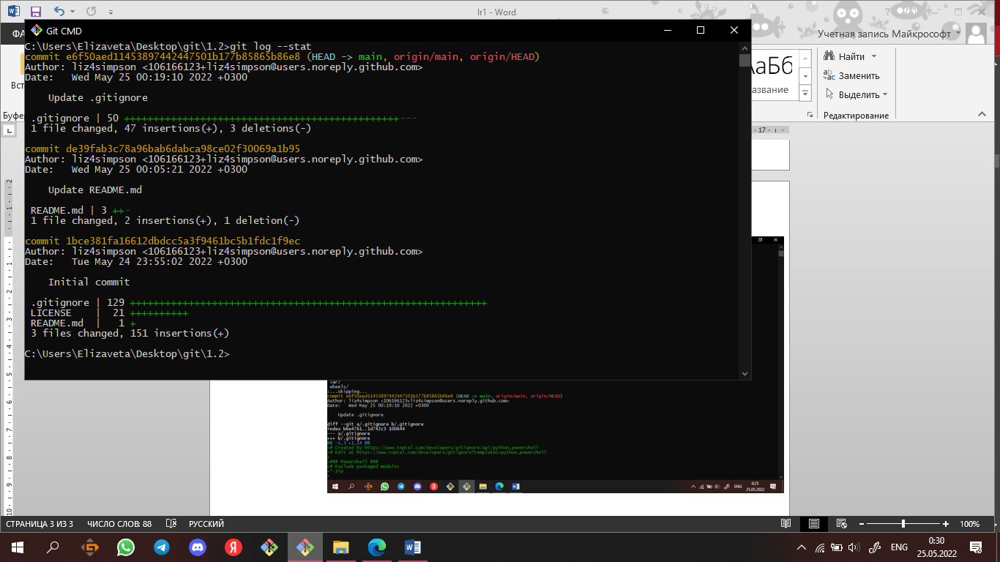 lr1 - Word
Git CMD
ФА
Учетная запись Майкрософт
C:\Users\Elizaveta\Desktop\git\1.2>git log --stat
commit e6f50aed11453897442447501b177b85865b86e8 (HEAD -> main, origin/main, origin/HEAD)
Author: liz4simpson <106166123+liz4simpson@users.noreply.github.com>
Date:   Wed May 25 00:19:10 2022 +0300
Update .gitignore
.gitignore | 50 +++++++++++++++++++++++++++++++++++++++++++++++---
1 file changed, 47 insertions(+), 3 deletions(-)
commit de39fab3c78a96bab6dabca98ce02f30069a1b95
Author: liz4simpson <106166123+liz4simpson@users.noreply.github.com>
Date:   Wed May 25 00:05:21 2022 +0300
Update README.md
README.md | 3 ++-
1 file changed, 2 insertions(+), 1 deletion(-)
commit 1bce381fa16612dbdcc5a3f9461bc5b1fdc1f9ec
Author: liz4simpson <106166123+liz4simpson@users.noreply.github.com>
Date:   Tue May 24 23:55:02 2022 +0300
Initial commit
.gitignore | 129 +++++++++++++++++++++++++++++++++++++++++++++++++++++++++++++
LICENSE    |  21 ++++++++++
README.md  |   1 +
3 files changed, 151 insertions(+)
C:\Users\Elizaveta\Desktop\git\1.2>
Вст
Буфер
АаБб
азвание
Найти
Заменить
Выделить
Редактирование
17
var/
wheels/
:...skipping...
commit e6f50aed11453897442447501b177b85865b86e8 (HEAD -> main, origin/main, origin/HEAD)
Author: liz4simpson <106166123+liz4simpson@users.noreply.github.com>
Date:   Wed May 25 00:19:10 2022 +0300
Update .gitignore
diff --git a/.gitignore b/.gitignore
index b6e4761..1d742c3 100644
--- a/.gitignore
+++ b/.gitignore
@@ -1,3 +1,14 @@
+# Created by https://www.toptal.com/developers/gitignore/api/python,powershell
+# Edit at https://www.toptal.com/developers/gitignore?templates=python,powershell
+
+### PowerShell ###
+# Exclude packaged modules
+*.zip
+
ENG
0:25
25.05.2022
СТРАНИЦА 3 ИЗ 3
ЧИСЛО СЛОВ: 88
РУССКИЙ
100%
ENG
0:30
25.05.2022